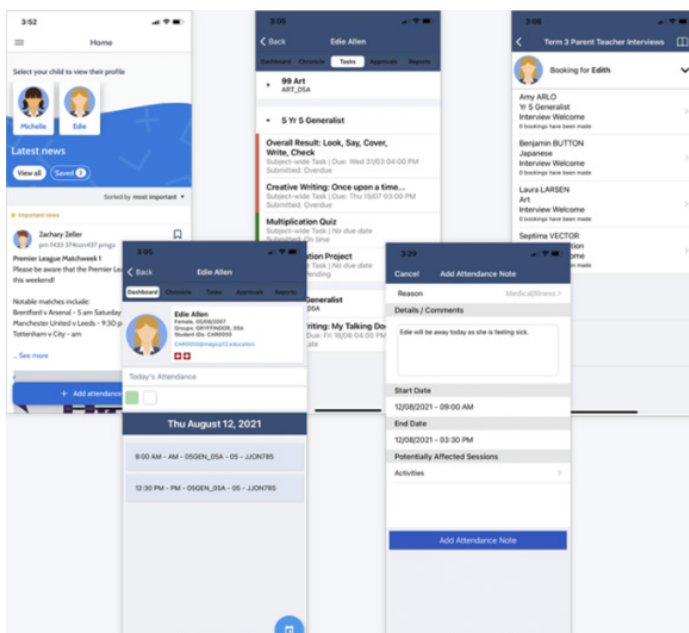 3:52
Home
Select your child to view their profile
Michelle
Edie
Latest news
View all
Saved
Sorted by most important
Important news
Zachary Zeller
Premier League Matchweek 1
Please be aware that the Premier
this weekend!
Notable matches include:
Brentford v Arsenal - 5 am Saturday
Manchester United v Leeds - 9:30 p
Tottenham v City - am
... See more
+ Add attendance
3:05
Back
Edie Allen
Dashboard Chronicle Tasks Approvals Reports
99 Art
ART_05A
5 Yr 5 Generalist
Overall Result: Look, Say, Cover,
Write, Check
Subject-wide Task | Due: Wed 31/03 04:00 PM
Submitted: Overdue
Creative Writing: Once upon a time...
Subject-wide Task | Due: Thu 15/07 03:00 PM
Submitted: Overdue
Multiplication Quiz
Subject-wide Task | No due date
Submitted: On time
Project
Task | No due date
Generalist
My Talking
Due: Fri 18/06 04:00 PM
3:06
Term 3 Parent Teacher Interviews
Booking for Edith
Amy ARLO
Yr 5 Generalist
Interview Welcome
0 bookings have been made
Benjamin BUTTON
Japanese
Interview Welcome
0 bookings have been made
Laura LARSEN
Art
Interview Welcome
0 bookings have been made
Septima VECTOR
Welcome
have been made
3:05
Back
Edie Allen
Dashboard Chronicle Tasks Approvals Reports
Edie Allen
Female, 05/09/2007
Groups: GRYFFINDOR, 05A
Student IDs:
Today's Attendance
Thu August 12, 2021
9:00 AM - AM - 05GEN_05A - 05 - JJON785
12:30 PM - PM - 05GEN_05A - 05 - JJON785
3:29
Cancel
Add Attendance Note
Reason
Medical/Illness
Details / Comments
Edie will be away today as she is feeling sick.
Start Date
12/08/2021 - 09:00 AM
End Date
12/08/2021 - 03:30 PM
Potentially Affected Sessions
Activities
Add Attendance Note